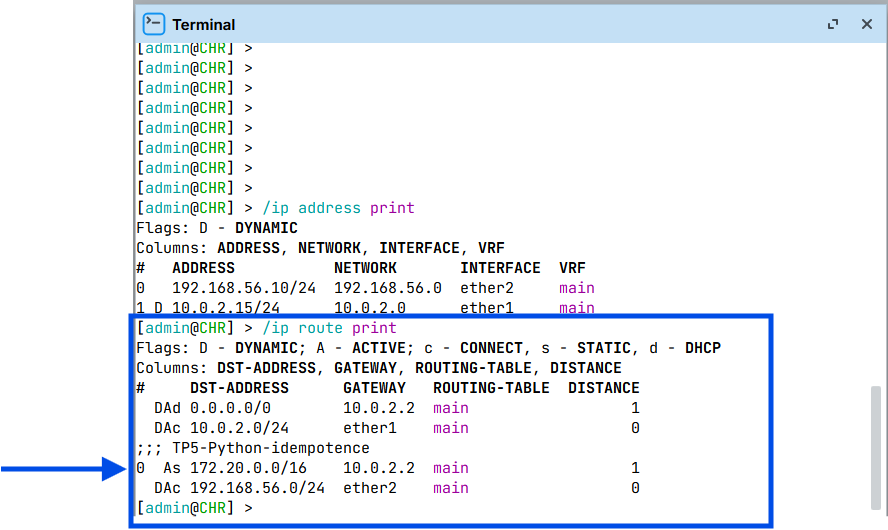 Terminal
[admin@CHR] >
[admin@CHR] >
[admin@CHR] >
[admin@CHR] >
[admin@CHR] >
[admin@CHR] >
[admin@CHR] >
[admin@CHR] >
[admin@CHR] > /ip address print
Flags: D - DYNAMIC
Columns: ADDRESS, NETWORK, INTERFACE, VRF
#   ADDRESS           NETWORK       INTERFACE  VRF
0   192.168.56.10/24  192.168.56.0  ether2     main
1 D 10.0.2.15/24      10.0.2.0      ether1     main
[admin@CHR] > /ip route print
Flags: D - DYNAMIC; A - ACTIVE; c - CONNECT, s - STATIC, d - DHCP
Columns: DST-ADDRESS, GATEWAY, ROUTING-TABLE, DISTANCE
#     DST-ADDRESS      GATEWAY   ROUTING-TABLE  DISTANCE
  DAd 0.0.0.0/0        10.0.2.2  main                  1
  DAc 10.0.2.0/24      ether1    main                  0
;;; TP5-Python-idempotence
0  As 172.20.0.0/16    10.0.2.2  main                  1
  DAc 192.168.56.0/24  ether2    main                  0
[admin@CHR] >